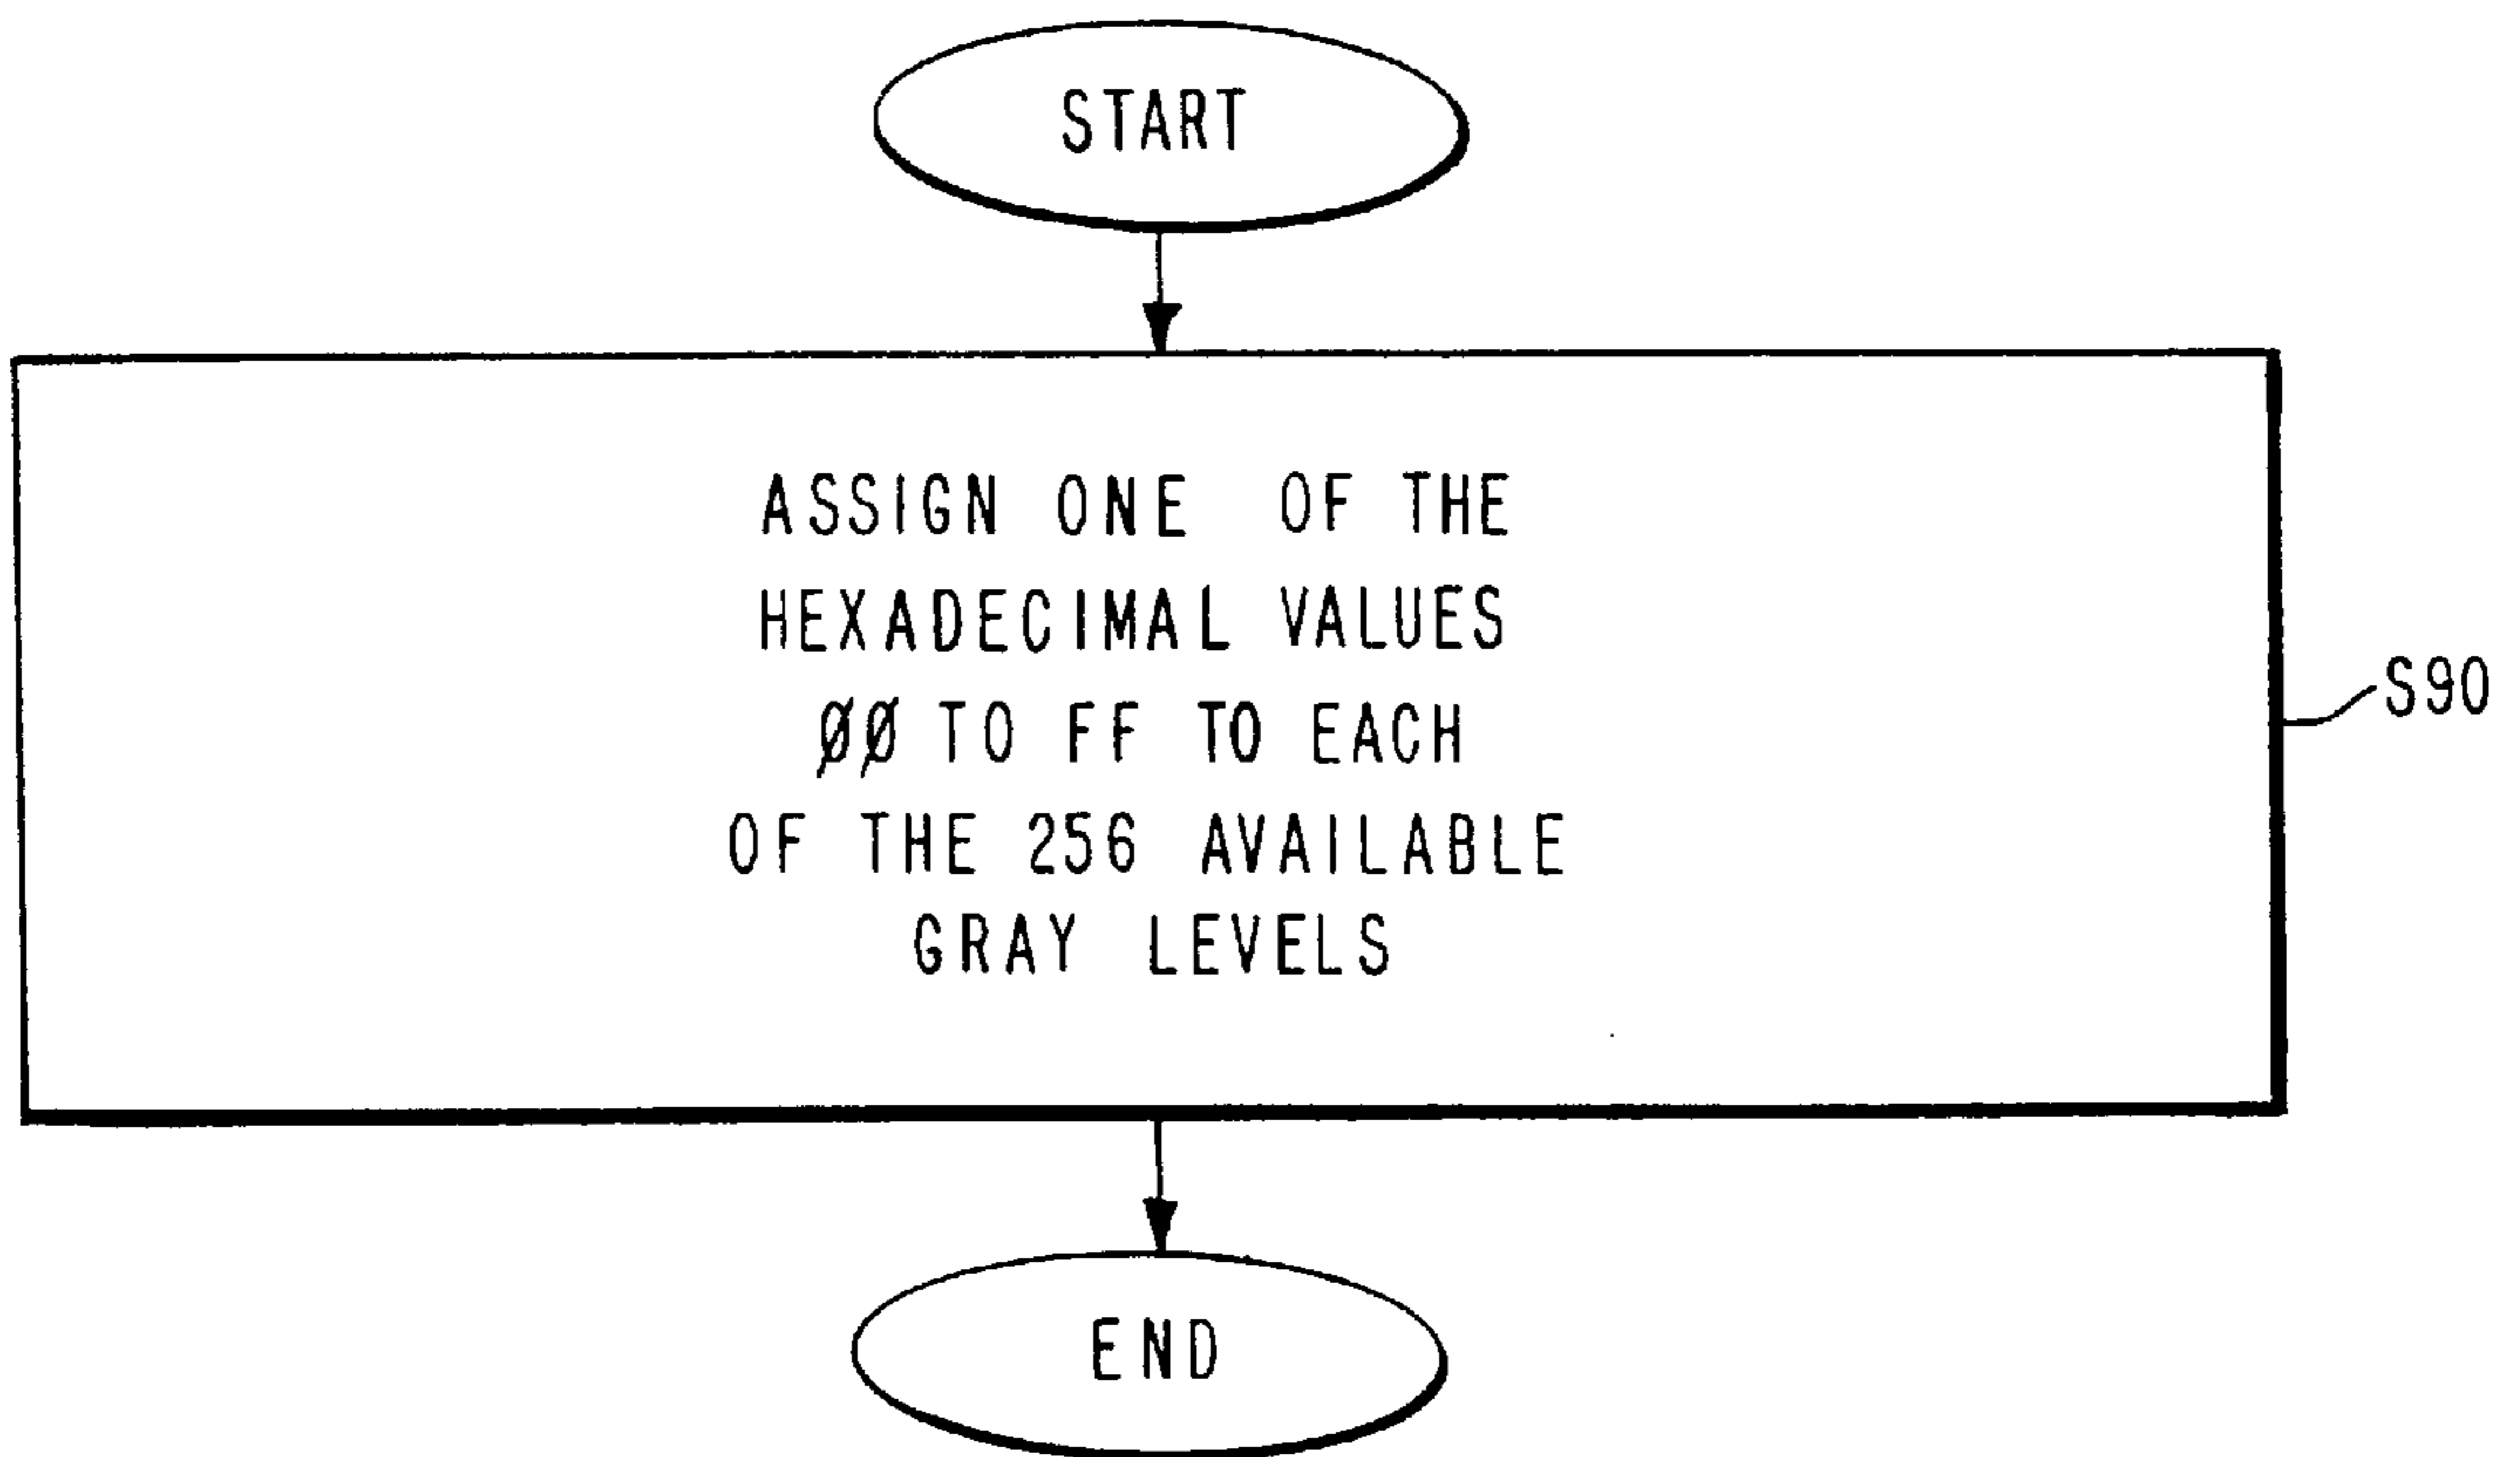 START
ASSIGN ONE OF THE
HEXADECIMAL VALUES
ØØ TO FF TO EACH
OF THE 256 AVAILABLE
GRAY LEVELS
S90
END